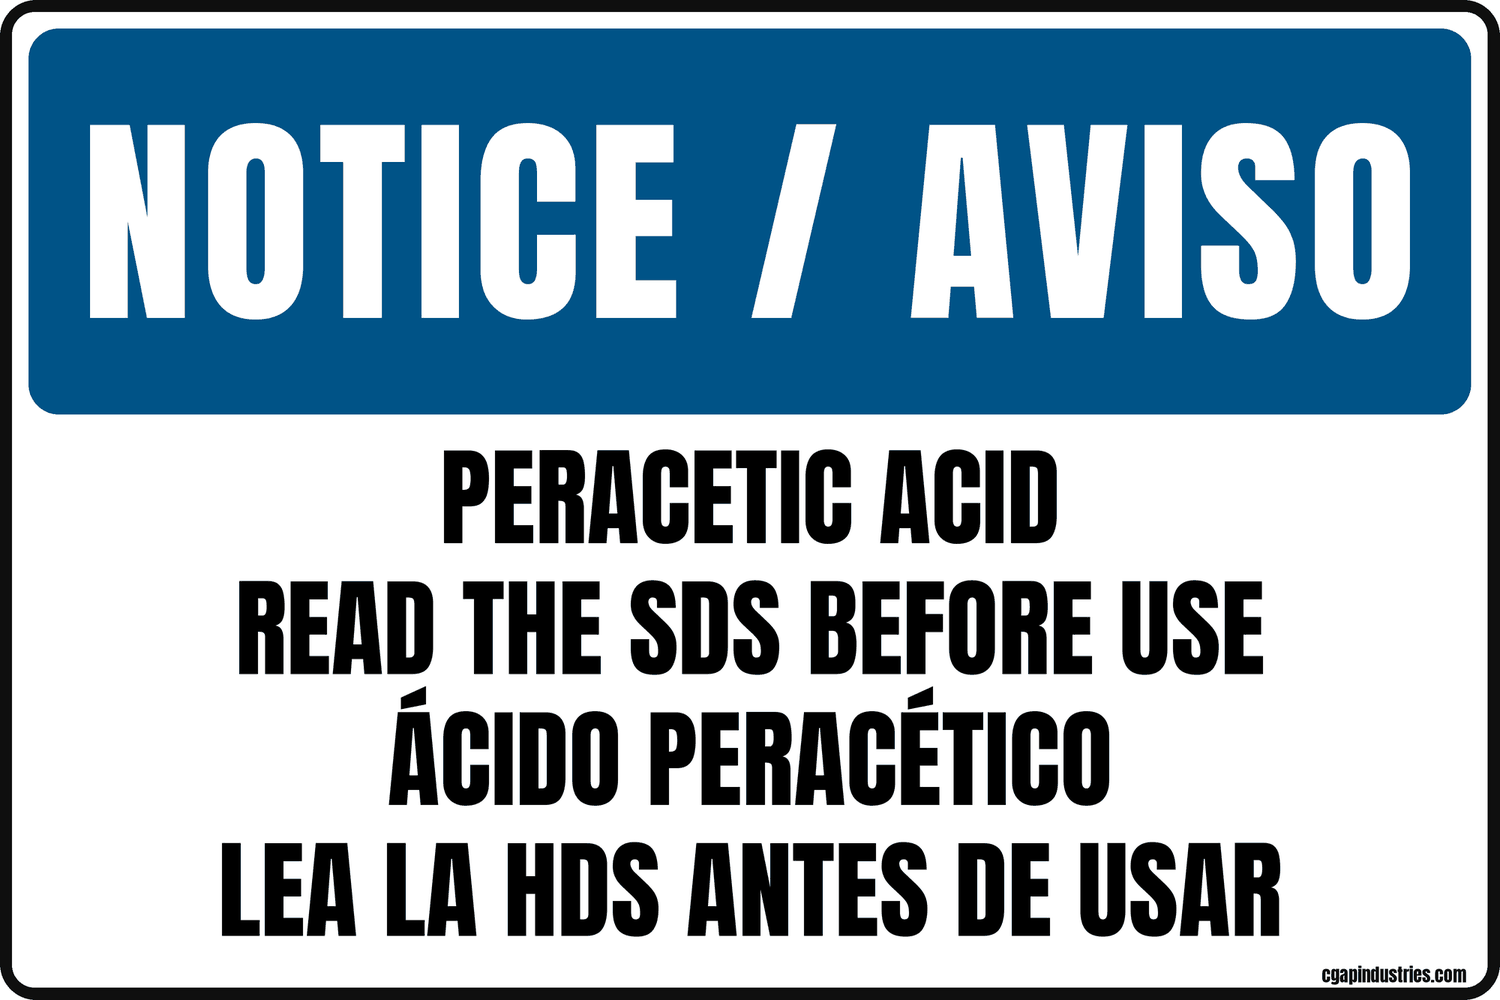 NOTICE / AVISO
PERACETIC ACID
READ THE SDS BEFORE USE
ÁCIDO PERACÉTICO
LEA LA HDS ANTES DE USAR
cgapindustries.com